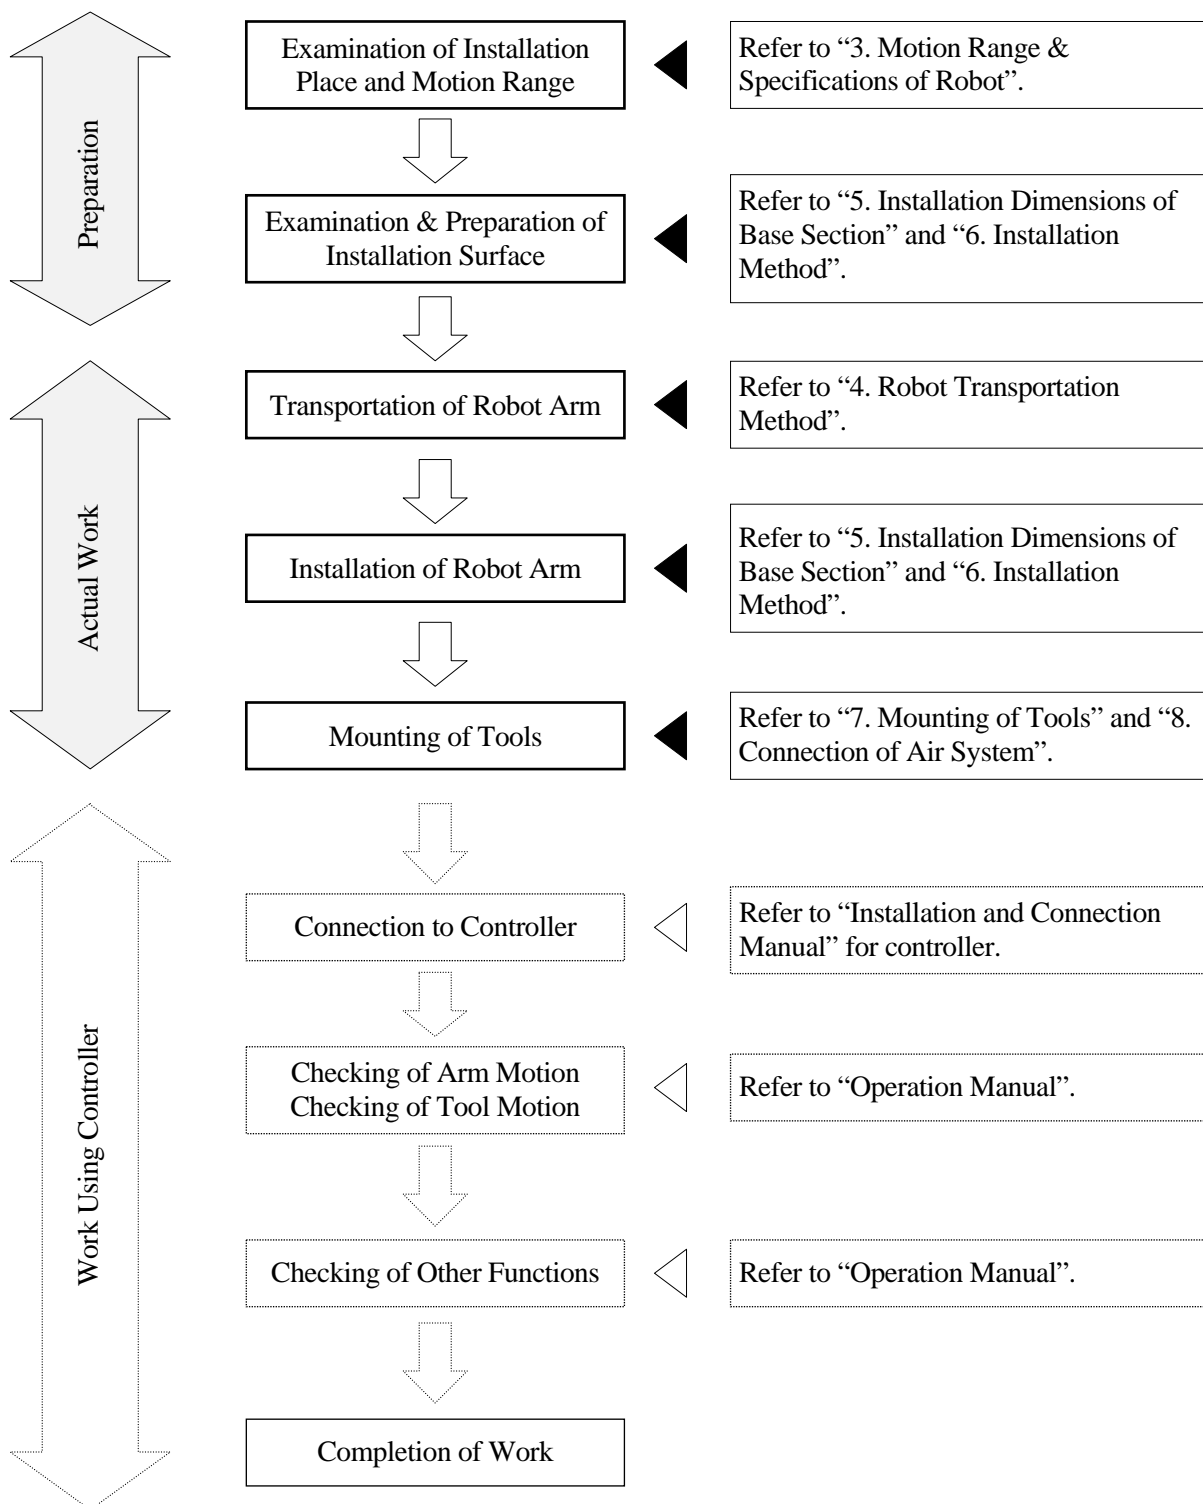 Preparation
Examination of Installation
Place and Motion Range
Refer to “3. Motion Range &
Specifications of Robot”.
Examination & Preparation of
Installation Surface
Refer to “5. Installation Dimensions of
Base Section” and “6. Installation
Method”.
Actual Work
Transportation of Robot Arm
Refer to “4. Robot Transportation
Method”.
Installation of Robot Arm
Refer to “5. Installation Dimensions of
Base Section” and “6. Installation
Method”.
Mounting of Tools
Refer to “7. Mounting of Tools” and “8.
Connection of Air System”.
Work Using Controller
Connection to Controller
Refer to “Installation and Connection
Manual” for controller.
Checking of Arm Motion
Checking of Tool Motion
Refer to “Operation Manual”.
Checking of Other Functions
Refer to “Operation Manual”.
Completion of Work